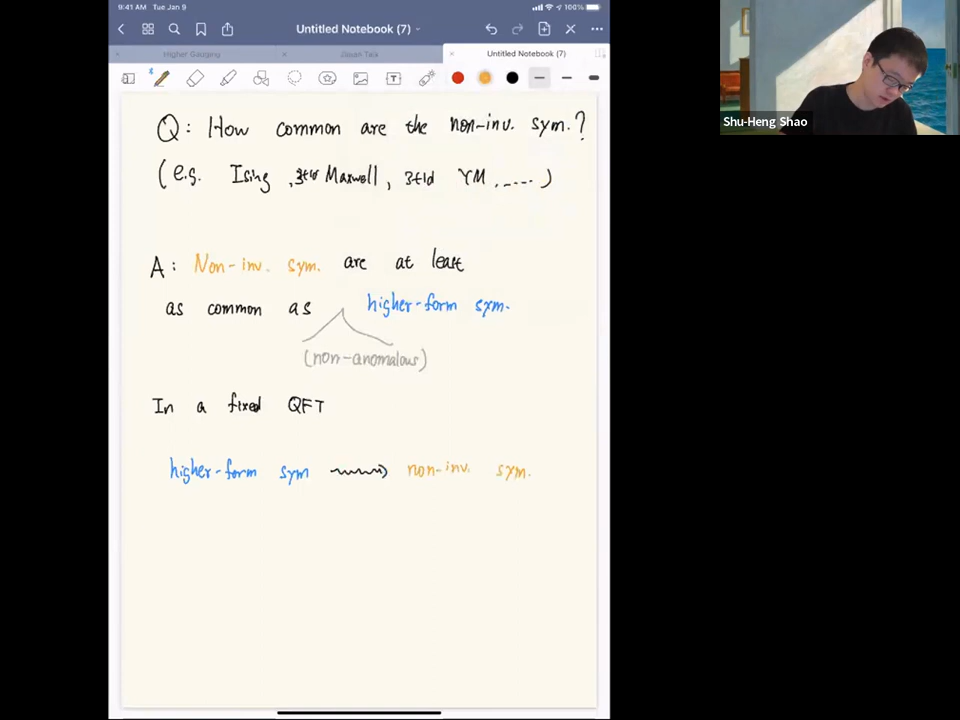 9:41 AM Tue Jan 9
100%
Untitled Notebook (7)
Higher Gauging
Untitled Notebook (7)
Q: How common are the non-inv. sym.?
(e.g. Ising, 3+1d Maxwell, 3+1d YM, .....)
A: Non-inv. sym. are at least
as common as higher-form sym.
(non-anomalous)
In a fixed QFT
higher-form sym ⟿ non-inv. sym.
Shu-Heng Shao